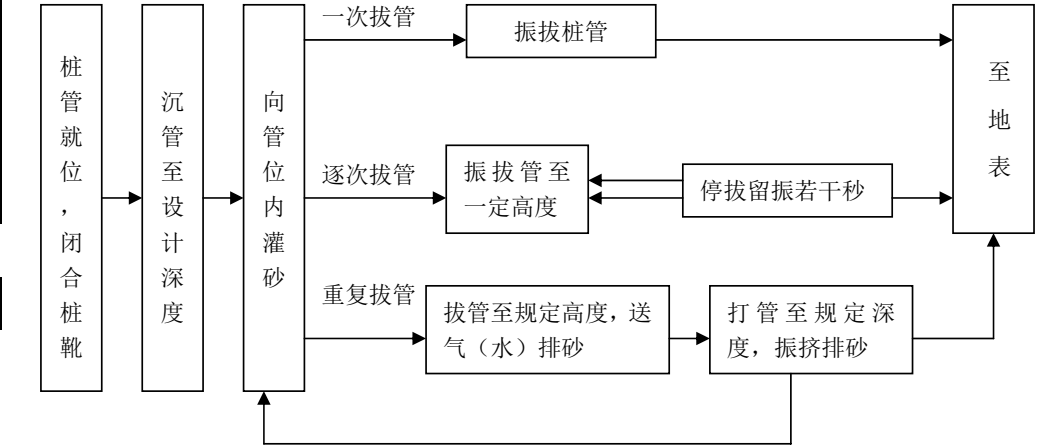 桩管就位，闭合桩靴
沉管至设计深度
向管位内灌砂
一次拔管
振拔桩管
逐次拔管
振拔管至
一定高度
停拔留振若干秒
重复拔管
拔管至规定高度，送
气（水）排砂
打管至规定深
度，振挤排砂
至地表